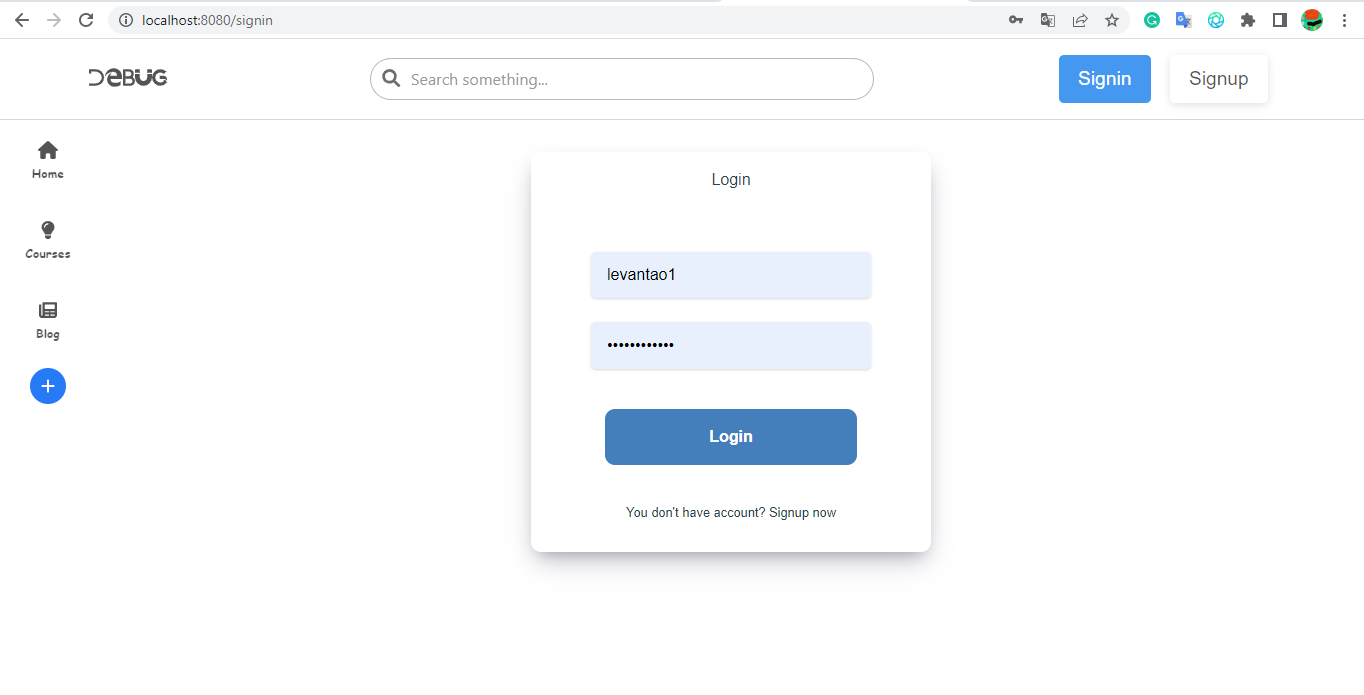 localhost:8080/signin
DEBUG
Search something...
Signin
Signup
Home
Courses
Blog
Login
levantao1
••••••••••••
Login
You don't have account? Signup now